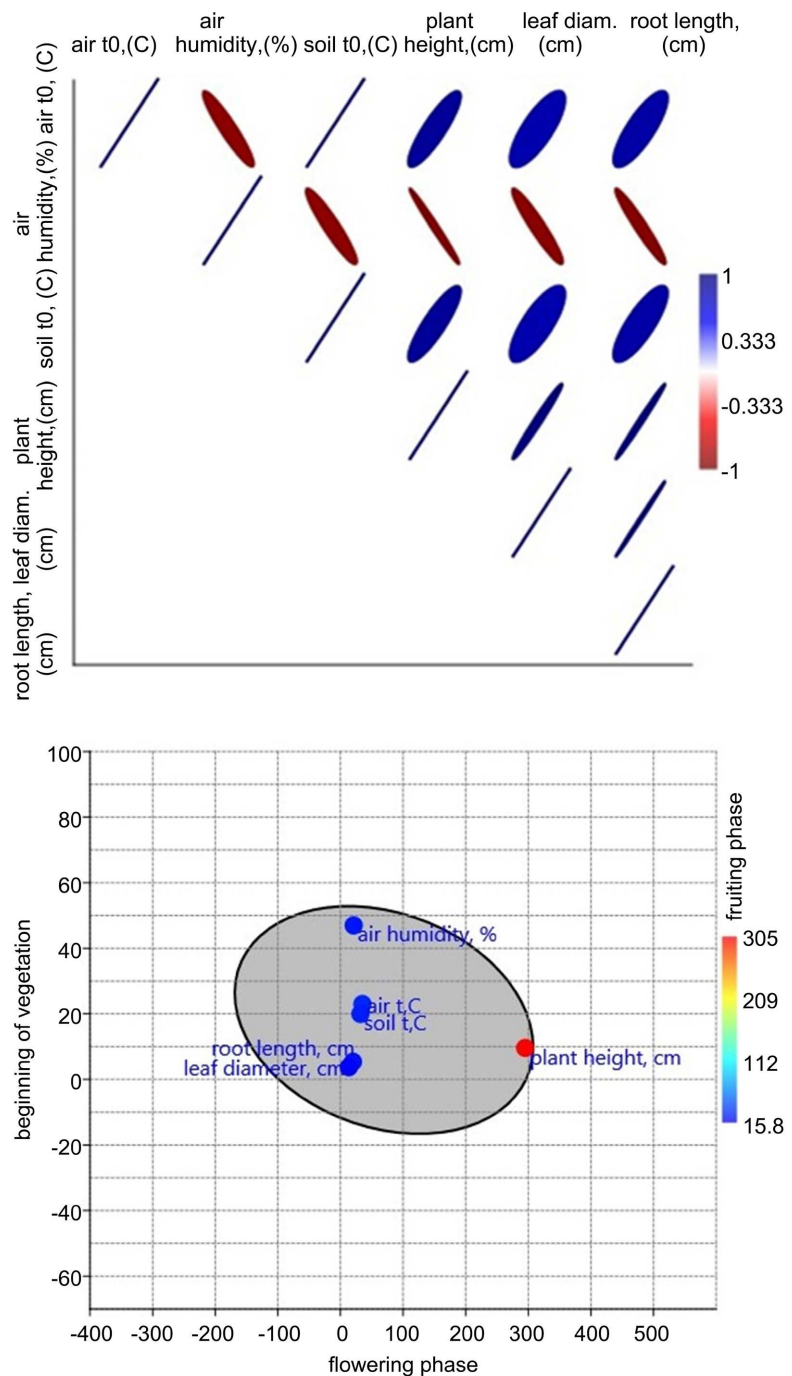 air t0,(C)
air
humidity,(%)
soil t0,(C)
plant
height,(cm)
leaf diam.
(cm)
root length,
(cm)
air t0, (C)
air
humidity,(%)
soil t0, (C)
plant
height,(cm)
leaf diam.
(cm)
root length,
(cm)
1
0.333
-0.333
-1
100
80
60
40
20
0
-20
-40
-60
beginning of vegetation
air humidity, %
air t,C
soil t,C
root length, cm
leaf diameter, cm
plant height, cm
fruiting phase
305
209
112
15.8
-400 -300 -200 -100 0 100 200 300 400 500
flowering phase